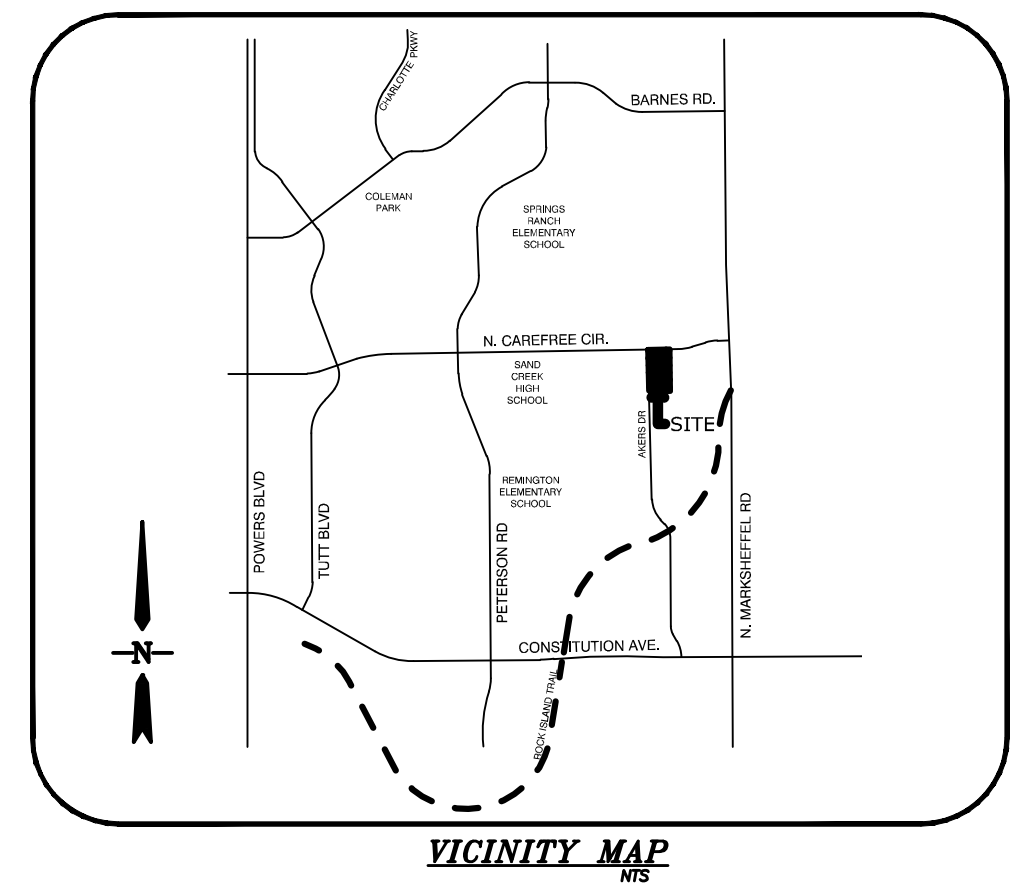 CHARLOTTE PKWY
BARNES RD.
COLEMAN
PARK
SPRINGS
RANCH
ELEMENTARY
SCHOOL
N. CAREFREE CIR.
SAND
CREEK
HIGH
SCHOOL
AKERS DR
SITE
REMINGTON
ELEMENTARY
SCHOOL
POWERS BLVD
TUTT BLVD
PETERSON RD
N. MARKSHEFFEL RD
N
CONSTITUTION AVE.
ROCK ISLAND TRAIL
VICINITY MAP
NTS